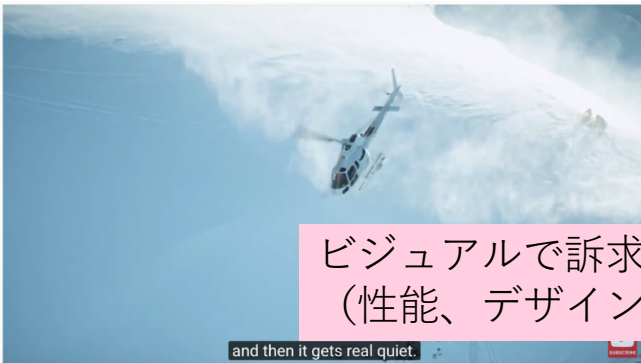 ビジュアルで訴求
（性能、デザイン
and then it gets real quiet.
SUBSCRIBE